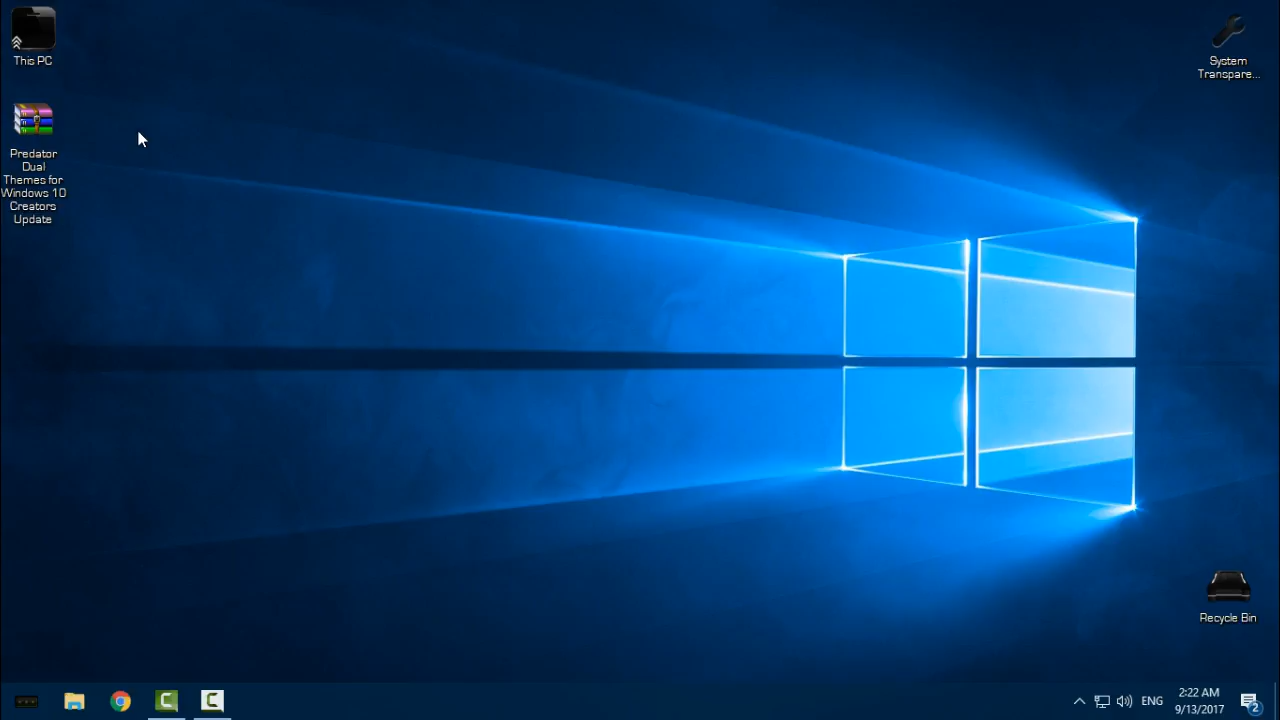 This PC
Predator
Dual
Themes for
Windows 10
Creators
Update
System
Transpare...
Recycle Bin
ENG
2:22 AM
9/13/2017
2